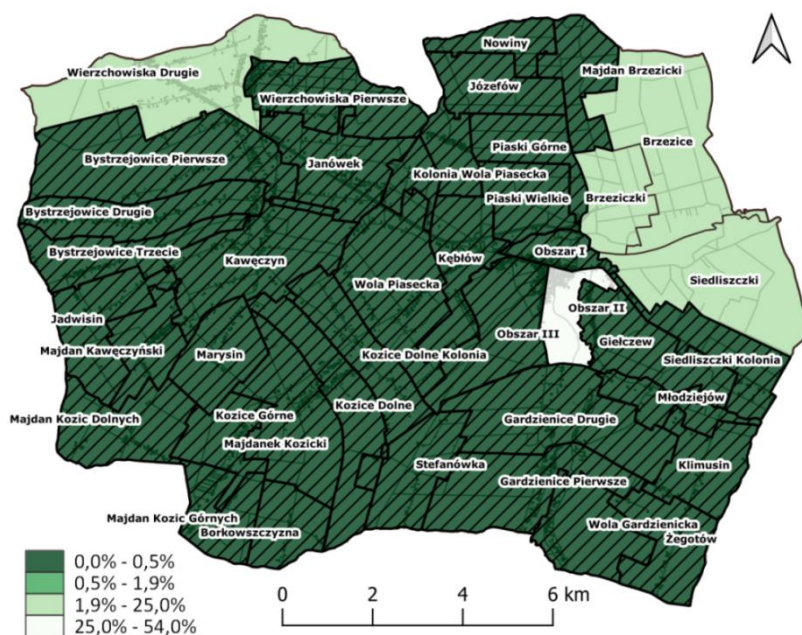 Nowiny
Wierzchowiska Drugie
Majdan Brzezicki
Józefów
Wierzchowiska Pierwsze
Brzezice
Piaski Górne
Bystrzejowice Pierwsze
Janówek
Kolonia Wola Piasecka
Piaski Wielkie
Brzeziczki
Bystrzejowice Drugie
Bystrzejowice Trzecie
Obszar I
Kawęczyn
Kębłów
Siedliszczki
Wola Piasecka
Obszar II
Jadwisin
Obszar III
Giełczew
Majdan Kawęczyński
Marysin
Kozice Dolne Kolonia
Siedliszczki Kolonia
Młodziejów
Kozice Dolne
Majdan Kozic Dolnych
Kozice Górne
Gardzienice Drugie
Majdanek Kozicki
Stefanówka
Klimusin
Gardzienice Pierwsze
Majdan Kozic Górnych
Wola Gardzienicka
Borkowszczyzna
Żegotów
0,0% - 0,5%
0,5% - 1,9%
1,9% - 25,0%
25,0% - 54,0%
0 2 4 6 km